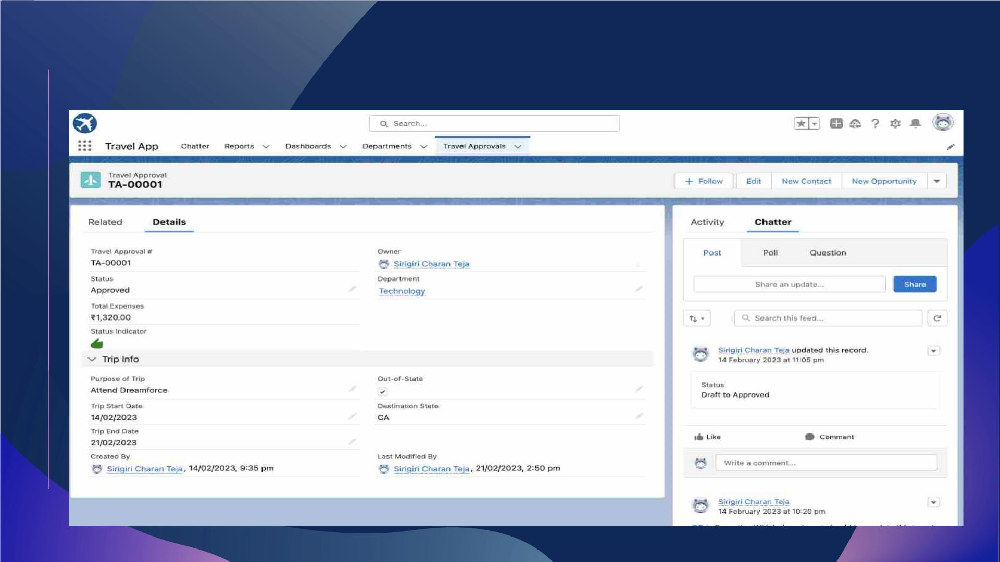 Search...
Travel App
Chatter
Reports
Dashboards
Departments
Travel Approvals
Travel Approval
TA-00001
+ Follow
Edit
New Contact
New Opportunity
Related
Details
Travel Approval #
TA-00001
Owner
Sirigiri Charan Teja
Status
Approved
Department
Technology
Total Expenses
₹1,320.00
Status Indicator
Trip Info
Purpose of Trip
Attend Dreamforce
Out-of-State
Trip Start Date
14/02/2023
Destination State
CA
Trip End Date
21/02/2023
Created By
Sirigiri Charan Teja, 14/02/2023, 9:35 pm
Last Modified By
Sirigiri Charan Teja, 21/02/2023, 2:50 pm
Activity
Chatter
Post
Poll
Question
Share an update...
Share
Search this feed...
Sirigiri Charan Teja updated this record.
14 February 2023 at 11:05 pm
Status
Draft to Approved
Like
Comment
Write a comment...
Sirigiri Charan Teja
14 February 2023 at 10:20 pm